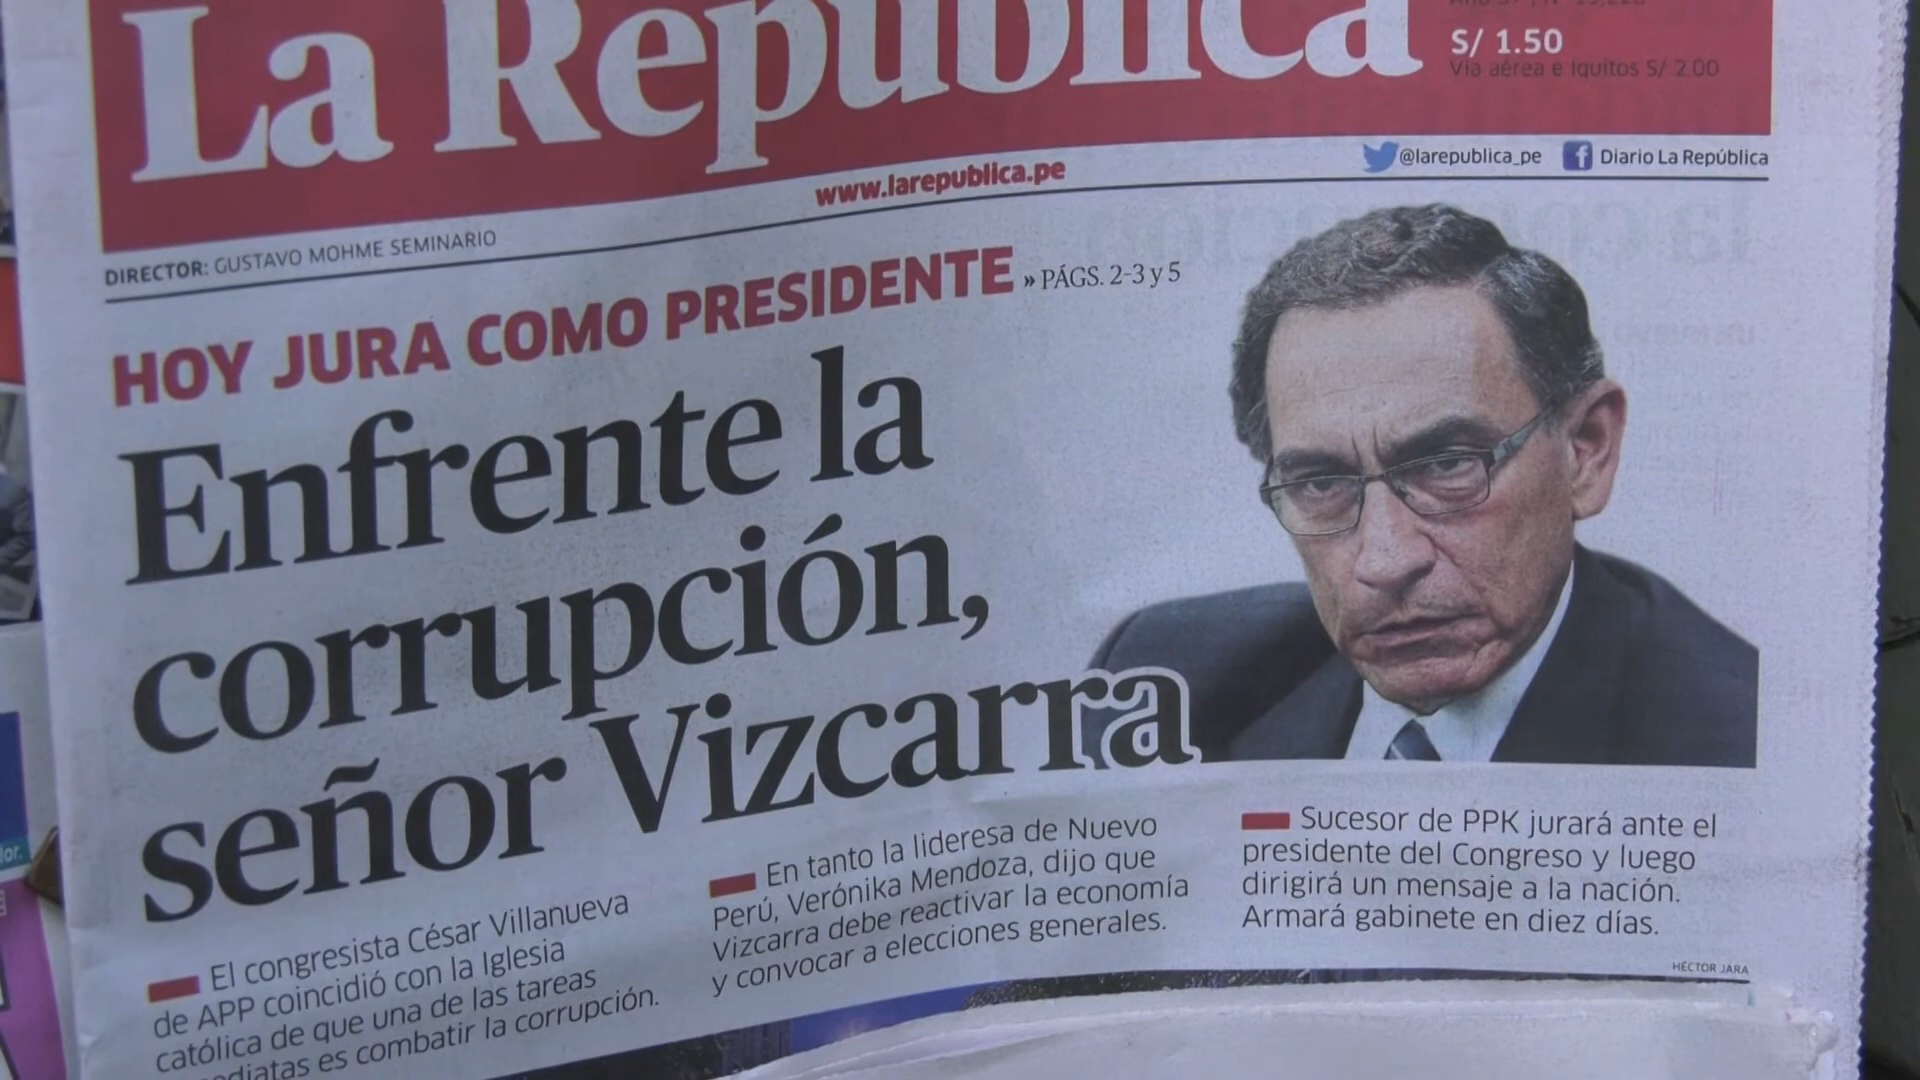 La República
S/ 1.50
Vía aérea e Iquitos S/ 2.00
@larepublica_pe
Diario La República
www.larepublica.pe
DIRECTOR: GUSTAVO MOHME SEMINARIO
HOY JURA COMO PRESIDENTE » PÁGS. 2-3 y 5
Enfrente la
corrupción,
señor Vizcarra
El congresista César Villanueva
de APP coincidió con la Iglesia
católica de que una de las tareas
es combatir la corrupción.
En tanto la lideresa de Nuevo
Perú, Verónika Mendoza, dijo que
Vizcarra debe reactivar la economía
y convocar a elecciones generales.
Sucesor de PPK jurará ante el
presidente del Congreso y luego
dirigirá un mensaje a la nación.
Armará gabinete en diez días.
HÉCTOR JARA